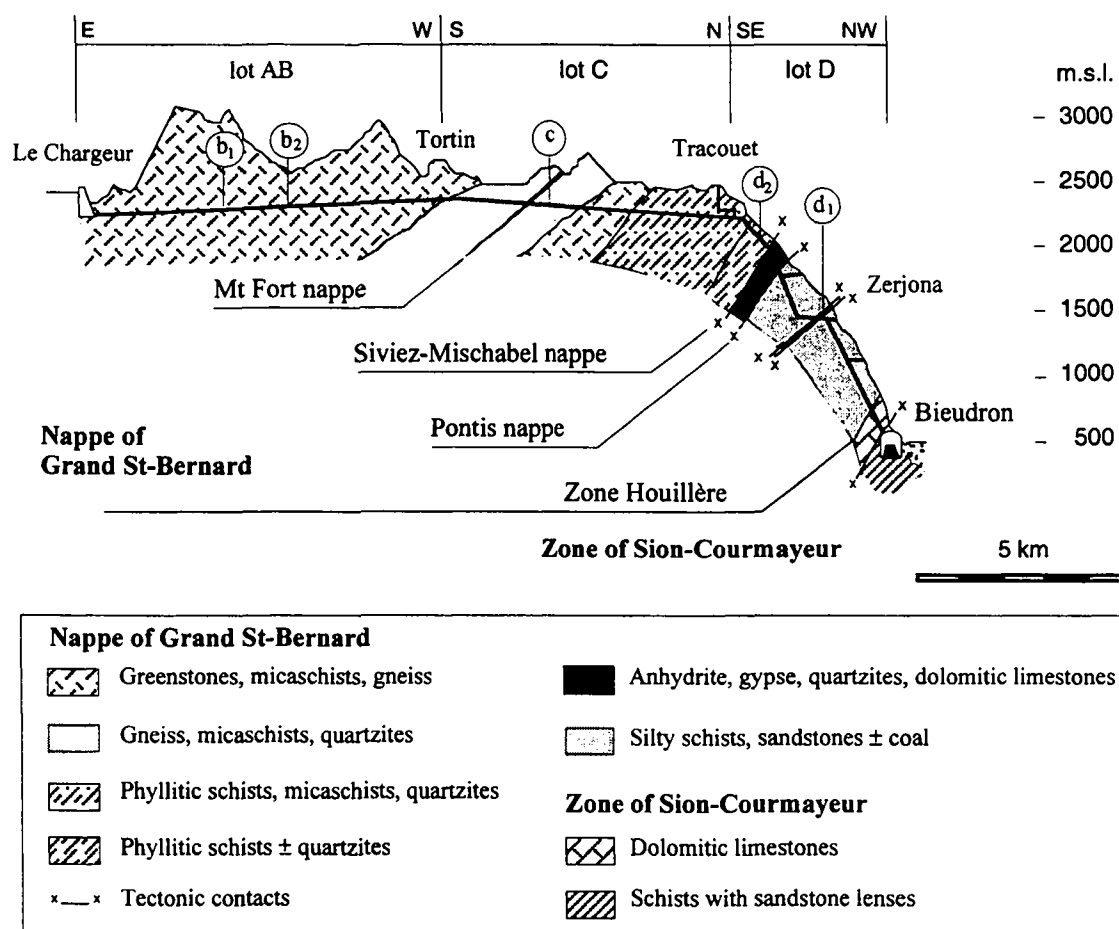 E W S N SE NW
lot AB lot C lot D m.s.l.
3000
Le Chargeur b1 b2 Tortin c Tracouet d2 d1
2500
2000
Zerjona
Mt Fort nappe
1500
Siviez-Mischabel nappe
1000
Pontis nappe
Bieudron
500
Nappe of
Grand St-Bernard
Zone Houillère
Zone of Sion-Courmayeur
5 km
Nappe of Grand St-Bernard
Greenstones, micaschists, gneiss
Gneiss, micaschists, quartzites
Phyllitic schists, micaschists, quartzites
Phyllitic schists ± quartzites
x—x Tectonic contacts
Anhydrite, gypse, quartzites, dolomitic limestones
Silty schists, sandstones ± coal
Zone of Sion-Courmayeur
Dolomitic limestones
Schists with sandstone lenses